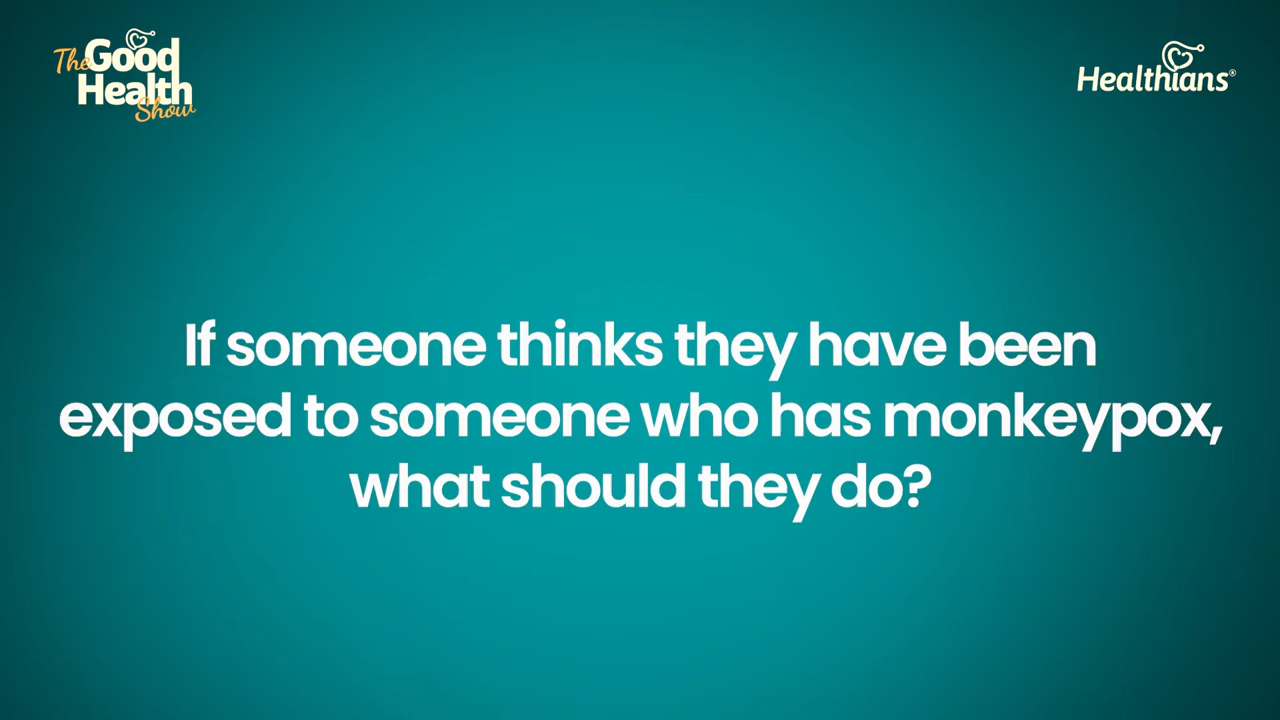 The Good
Health
Show
Healthians®
If someone thinks they have been
exposed to someone who has monkeypox,
what should they do?